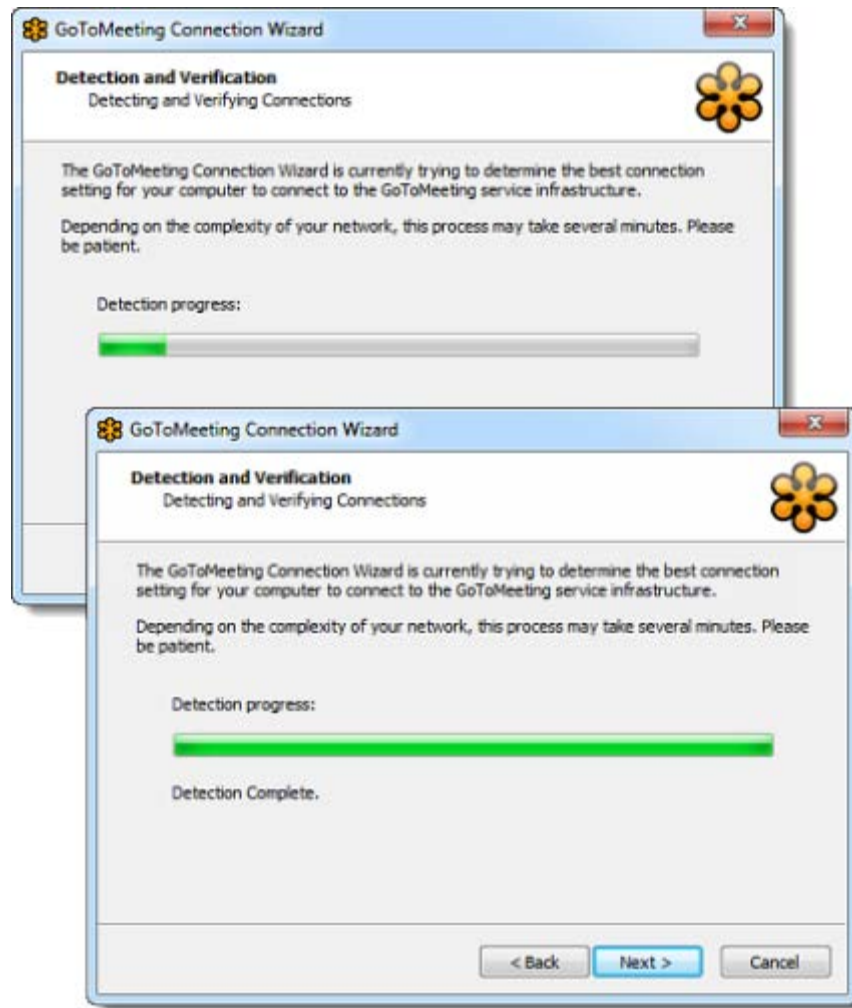 GoToMeeting Connection Wizard
Detection and Verification
Detecting and Verifying Connections
The GoToMeeting Connection Wizard is currently trying to determine the best connection
setting for your computer to connect to the GoToMeeting service infrastructure.
Depending on the complexity of your network, this process may take several minutes. Please
be patient.
Detection progress:
GoToMeeting Connection Wizard
Detection and Verification
Detecting and Verifying Connections
The GoToMeeting Connection Wizard is currently trying to determine the best connection
setting for your computer to connect to the GoToMeeting service infrastructure.
Depending on the complexity of your network, this process may take several minutes. Please
be patient.
Detection progress:
Detection Complete.
< Back Next > Cancel